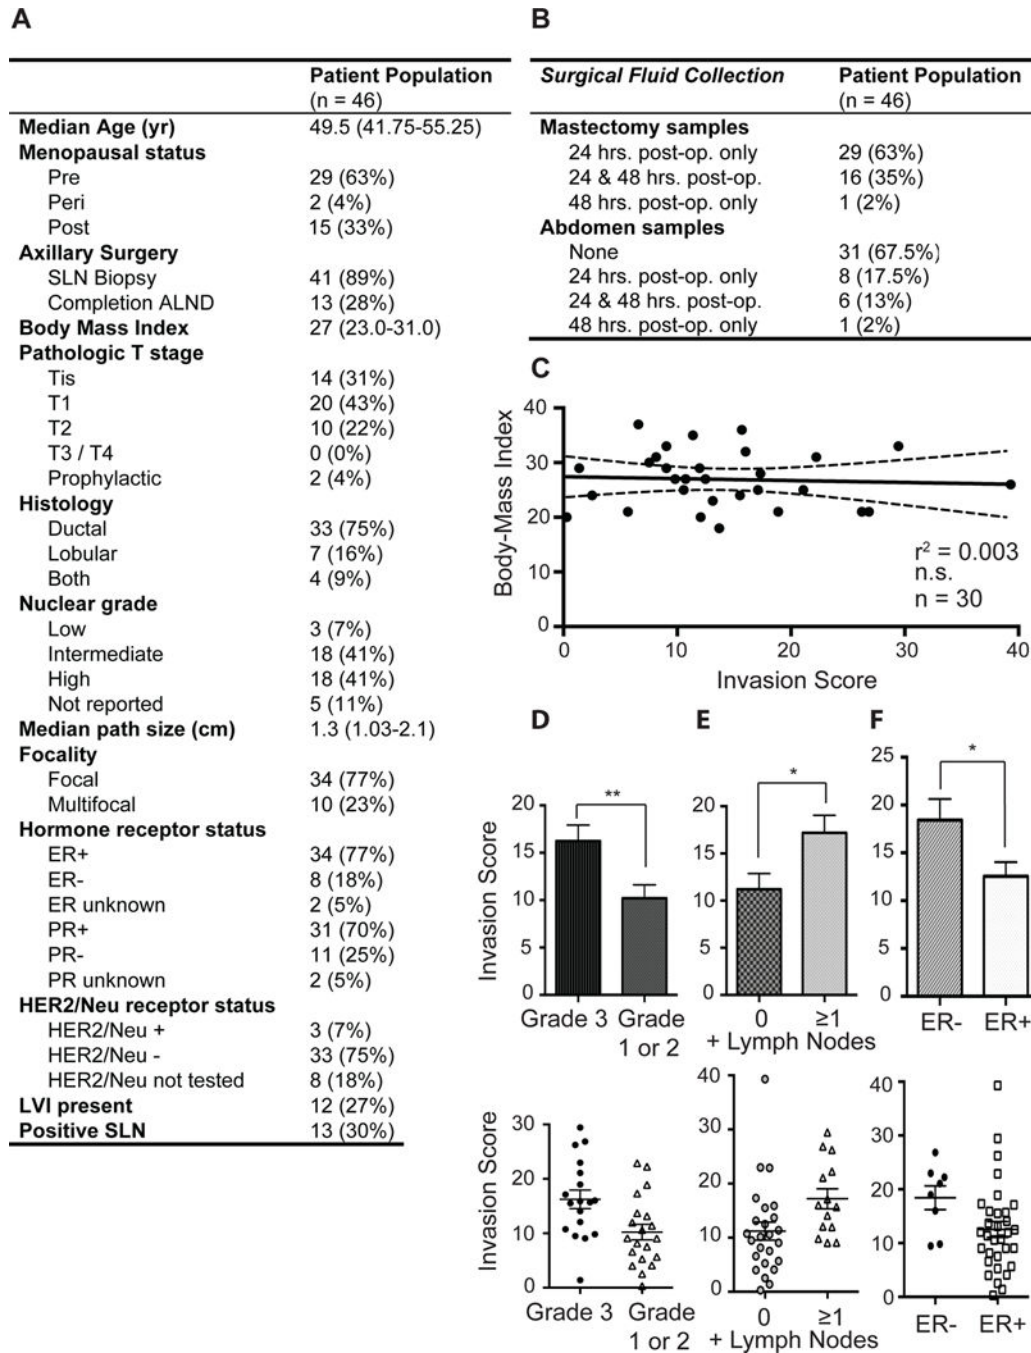 A
Patient Population
(n = 46)
Median Age (yr) 49.5 (41.75-55.25)
Menopausal status
Pre 29 (63%)
Peri 2 (4%)
Post 15 (33%)
Axillary Surgery
SLN Biopsy 41 (89%)
Completion ALND 13 (28%)
Body Mass Index 27 (23.0-31.0)
Pathologic T stage
Tis 14 (31%)
T1 20 (43%)
T2 10 (22%)
T3 / T4 0 (0%)
Prophylactic 2 (4%)
Histology
Ductal 33 (75%)
Lobular 7 (16%)
Both 4 (9%)
Nuclear grade
Low 3 (7%)
Intermediate 18 (41%)
High 18 (41%)
Not reported 5 (11%)
Median path size (cm) 1.3 (1.03-2.1)
Focality
Focal 34 (77%)
Multifocal 10 (23%)
Hormone receptor status
ER+ 34 (77%)
ER- 8 (18%)
ER unknown 2 (5%)
PR+ 31 (70%)
PR- 11 (25%)
PR unknown 2 (5%)
HER2/Neu receptor status
HER2/Neu + 3 (7%)
HER2/Neu - 33 (75%)
HER2/Neu not tested 8 (18%)
LVI present 12 (27%)
Positive SLN 13 (30%)
B
Surgical Fluid Collection Patient Population
(n = 46)
Mastectomy samples
24 hrs. post-op. only 29 (63%)
24 & 48 hrs. post-op. 16 (35%)
48 hrs. post-op. only 1 (2%)
Abdomen samples
None 31 (67.5%)
24 hrs. post-op. only 8 (17.5%)
24 & 48 hrs. post-op. 6 (13%)
48 hrs. post-op. only 1 (2%)
C
Body-Mass Index
40
30
20
10
0
r² = 0.003
n.s.
n = 30
0 10 20 30 40
Invasion Score
D
Invasion Score
20
15
10
5
0
**
Grade 3 Grade
1 or 2
E
20
15
10
5
0
*
0 ≥1
+ Lymph Nodes
F
25
20
15
10
5
0
*
ER- ER+
Invasion Score
30
20
10
0
Grade 3 Grade
1 or 2
40
30
20
10
0
0 ≥1
+ Lymph Nodes
40
30
20
10
0
ER- ER+